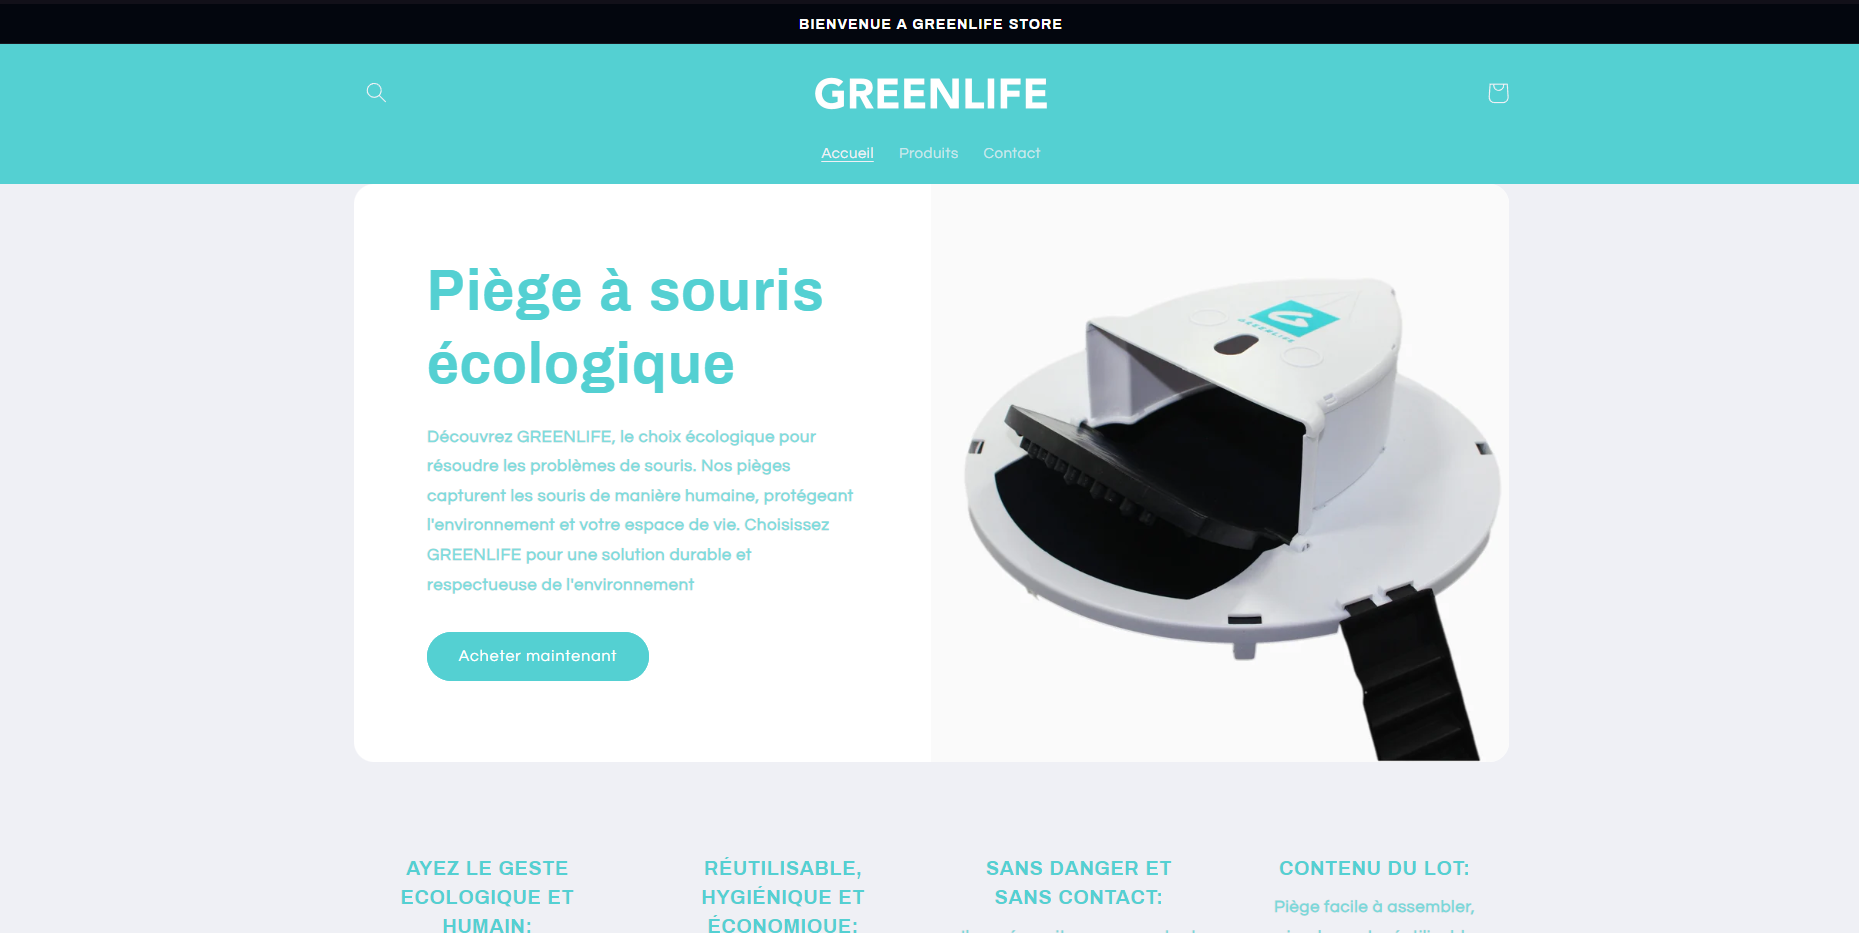 BIENVENUE A GREENLIFE STORE
GREENLIFE
Accueil Produits Contact
Piège à souris
écologique
Découvrez GREENLIFE, le choix écologique pour
résoudre les problèmes de souris. Nos pièges
capturent les souris de manière humaine, protégeant
l'environnement et votre espace de vie. Choisissez
GREENLIFE pour une solution durable et
respectueuse de l'environnement
Acheter maintenant
GREENLIFE
AYEZ LE GESTE
ECOLOGIQUE ET
HUMAIN:
RÉUTILISABLE,
HYGIÉNIQUE ET
ÉCONOMIQUE:
SANS DANGER ET
SANS CONTACT:
CONTENU DU LOT:
Piège facile à assembler,